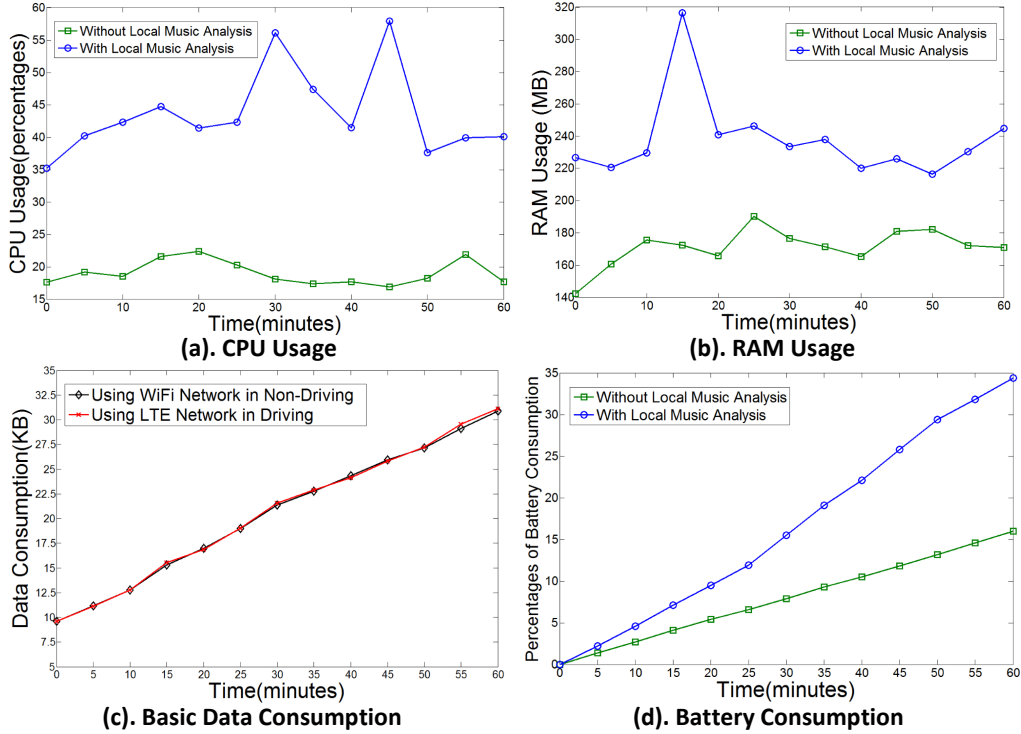 60
55
50
45
40
35
30
25
20
15
CPU Usage(percentages)
Without Local Music Analysis
With Local Music Analysis
0 10 20 30 40 50 60
Time(minutes)
(a). CPU Usage
320
300
280
260
240
220
200
180
160
140
RAM Usage (MB)
Without Local Music Analysis
With Local Music Analysis
0 10 20 30 40 50 60
Time(minutes)
(b). RAM Usage
35
32.5
30
27.5
25
22.5
20
17.5
15
12.5
10
7.5
5
Data Consumption(KB)
Using WiFi Network in Non-Driving
Using LTE Network in Driving
0 5 10 15 20 25 30 35 40 45 50 55 60
Time(minutes)
(c). Basic Data Consumption
35
30
25
20
15
10
5
0
Percentages of Battery Consumption
Without Local Music Analysis
With Local Music Analysis
0 5 10 15 20 25 30 35 40 45 50 55 60
Time(minutes)
(d). Battery Consumption